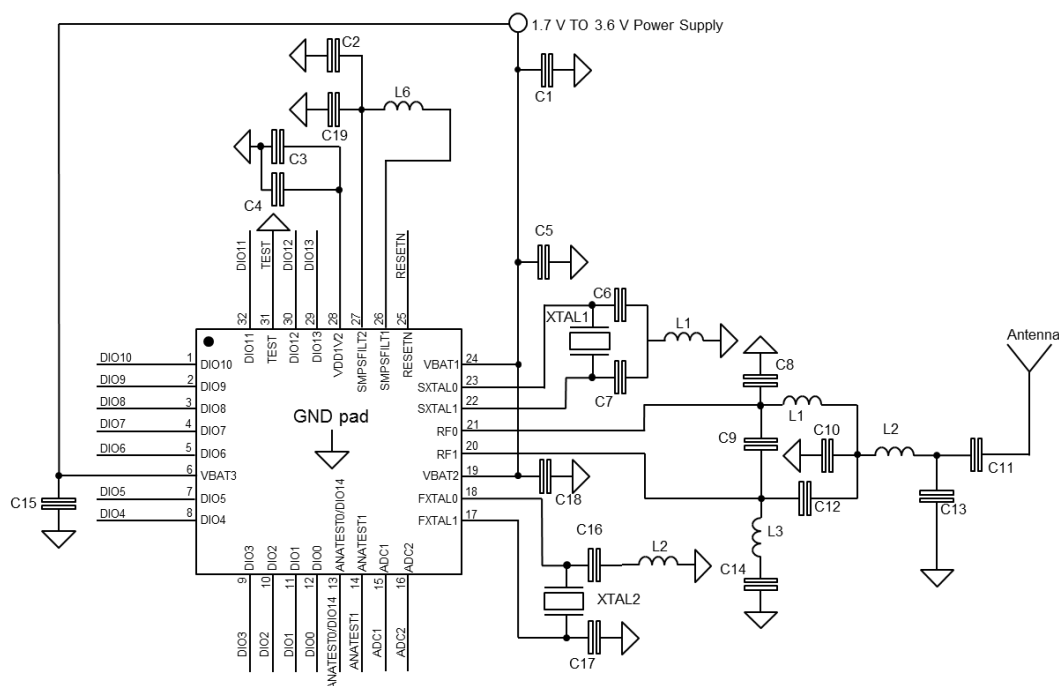 1.7 V TO 3.6 V Power Supply
C2
C1
L6
C19
C3
C4
C5
DIO11
TEST
DIO12
DIO13
RESETN
C6
XTAL1
L1
C7
32
31
30
29
28
27
26
25
DIO11
TEST
DIO12
DIO13
VDD1V2
SMPSFILT2
SMPSFILT1
RESETN
Antenna
DIO10 1 DIO10
DIO9 2 DIO9
DIO8 3 DIO8
DIO7 4 DIO7
DIO6 5 DIO6
6 VBAT3
DIO5 7 DIO5
DIO4 8 DIO4
C15
GND pad
VBAT1 24
SXTAL0 23
SXTAL1 22
RF0 21
RF1 20
VBAT2 19
FXTAL0 18
FXTAL1 17
C8
L1
C9
C10
L2
C11
C12
C13
C18
L3
C14
C16
L2
XTAL2
C17
DIO3
DIO2
DIO1
DIO0
ANATEST0/DIO14
ANATEST1
ADC1
ADC2
9
10
11
12
13
14
15
16
DIO3
DIO2
DIO1
DIO0
ANATEST0/DIO14
ANATEST1
ADC1
ADC2